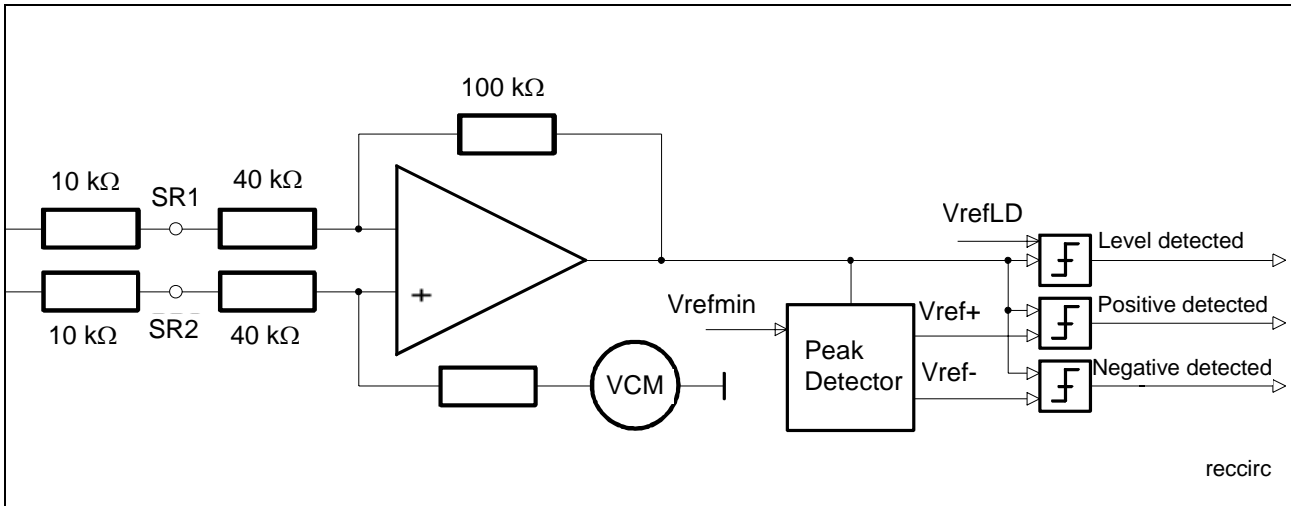 100 kΩ
10 kΩ
SR1
40 kΩ
VrefLD
Level detected
+
10 kΩ
SR2
40 kΩ
Vrefmin
Vref+
Positive detected
Peak
Detector
Vref-
Negative detected
VCM
reccirc